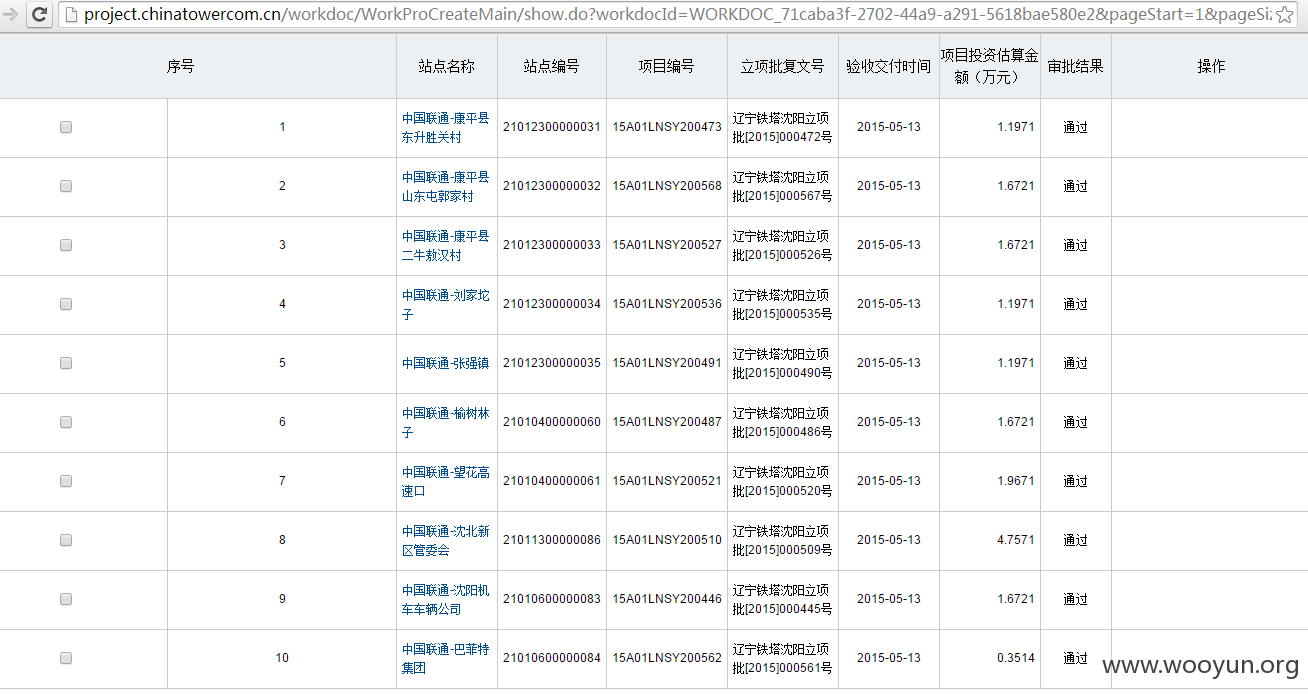 project.chinatowercom.cn/workdoc/WorkProCreateMain/show.do?workdocId=WORKDOC_71caba3f-2702-44a9-a291-5618bae580e2&pageStart=1&pageSiz
序号 站点名称 站点编号 项目编号 立项批复文号 验收交付时间 项目投资估算金额（万元） 审批结果 操作
1 中国联通-康平县东升胜关村 21012300000031 15A01LNSY200473 辽宁铁塔沈阳立项批[2015]000472号 2015-05-13 1.1971 通过
2 中国联通-康平县山东屯郭家村 21012300000032 15A01LNSY200568 辽宁铁塔沈阳立项批[2015]000567号 2015-05-13 1.6721 通过
3 中国联通-康平县二牛敖汉村 21012300000033 15A01LNSY200527 辽宁铁塔沈阳立项批[2015]000526号 2015-05-13 1.6721 通过
4 中国联通-刘家坨子 21012300000034 15A01LNSY200536 辽宁铁塔沈阳立项批[2015]000535号 2015-05-13 1.1971 通过
5 中国联通-张强镇 21012300000035 15A01LNSY200491 辽宁铁塔沈阳立项批[2015]000490号 2015-05-13 1.1971 通过
6 中国联通-榆树林子 21010400000060 15A01LNSY200487 辽宁铁塔沈阳立项批[2015]000486号 2015-05-13 1.6721 通过
7 中国联通-望花高速口 21010400000061 15A01LNSY200521 辽宁铁塔沈阳立项批[2015]000520号 2015-05-13 1.9671 通过
8 中国联通-沈北新区管委会 21011300000086 15A01LNSY200510 辽宁铁塔沈阳立项批[2015]000509号 2015-05-13 4.7571 通过
9 中国联通-沈阳机车车辆公司 21010600000083 15A01LNSY200446 辽宁铁塔沈阳立项批[2015]000445号 2015-05-13 1.6721 通过
10 中国联通-巴菲特集团 21010600000084 15A01LNSY200562 辽宁铁塔沈阳立项批[2015]000561号 2015-05-13 0.3514 通过
www.wooyun.org